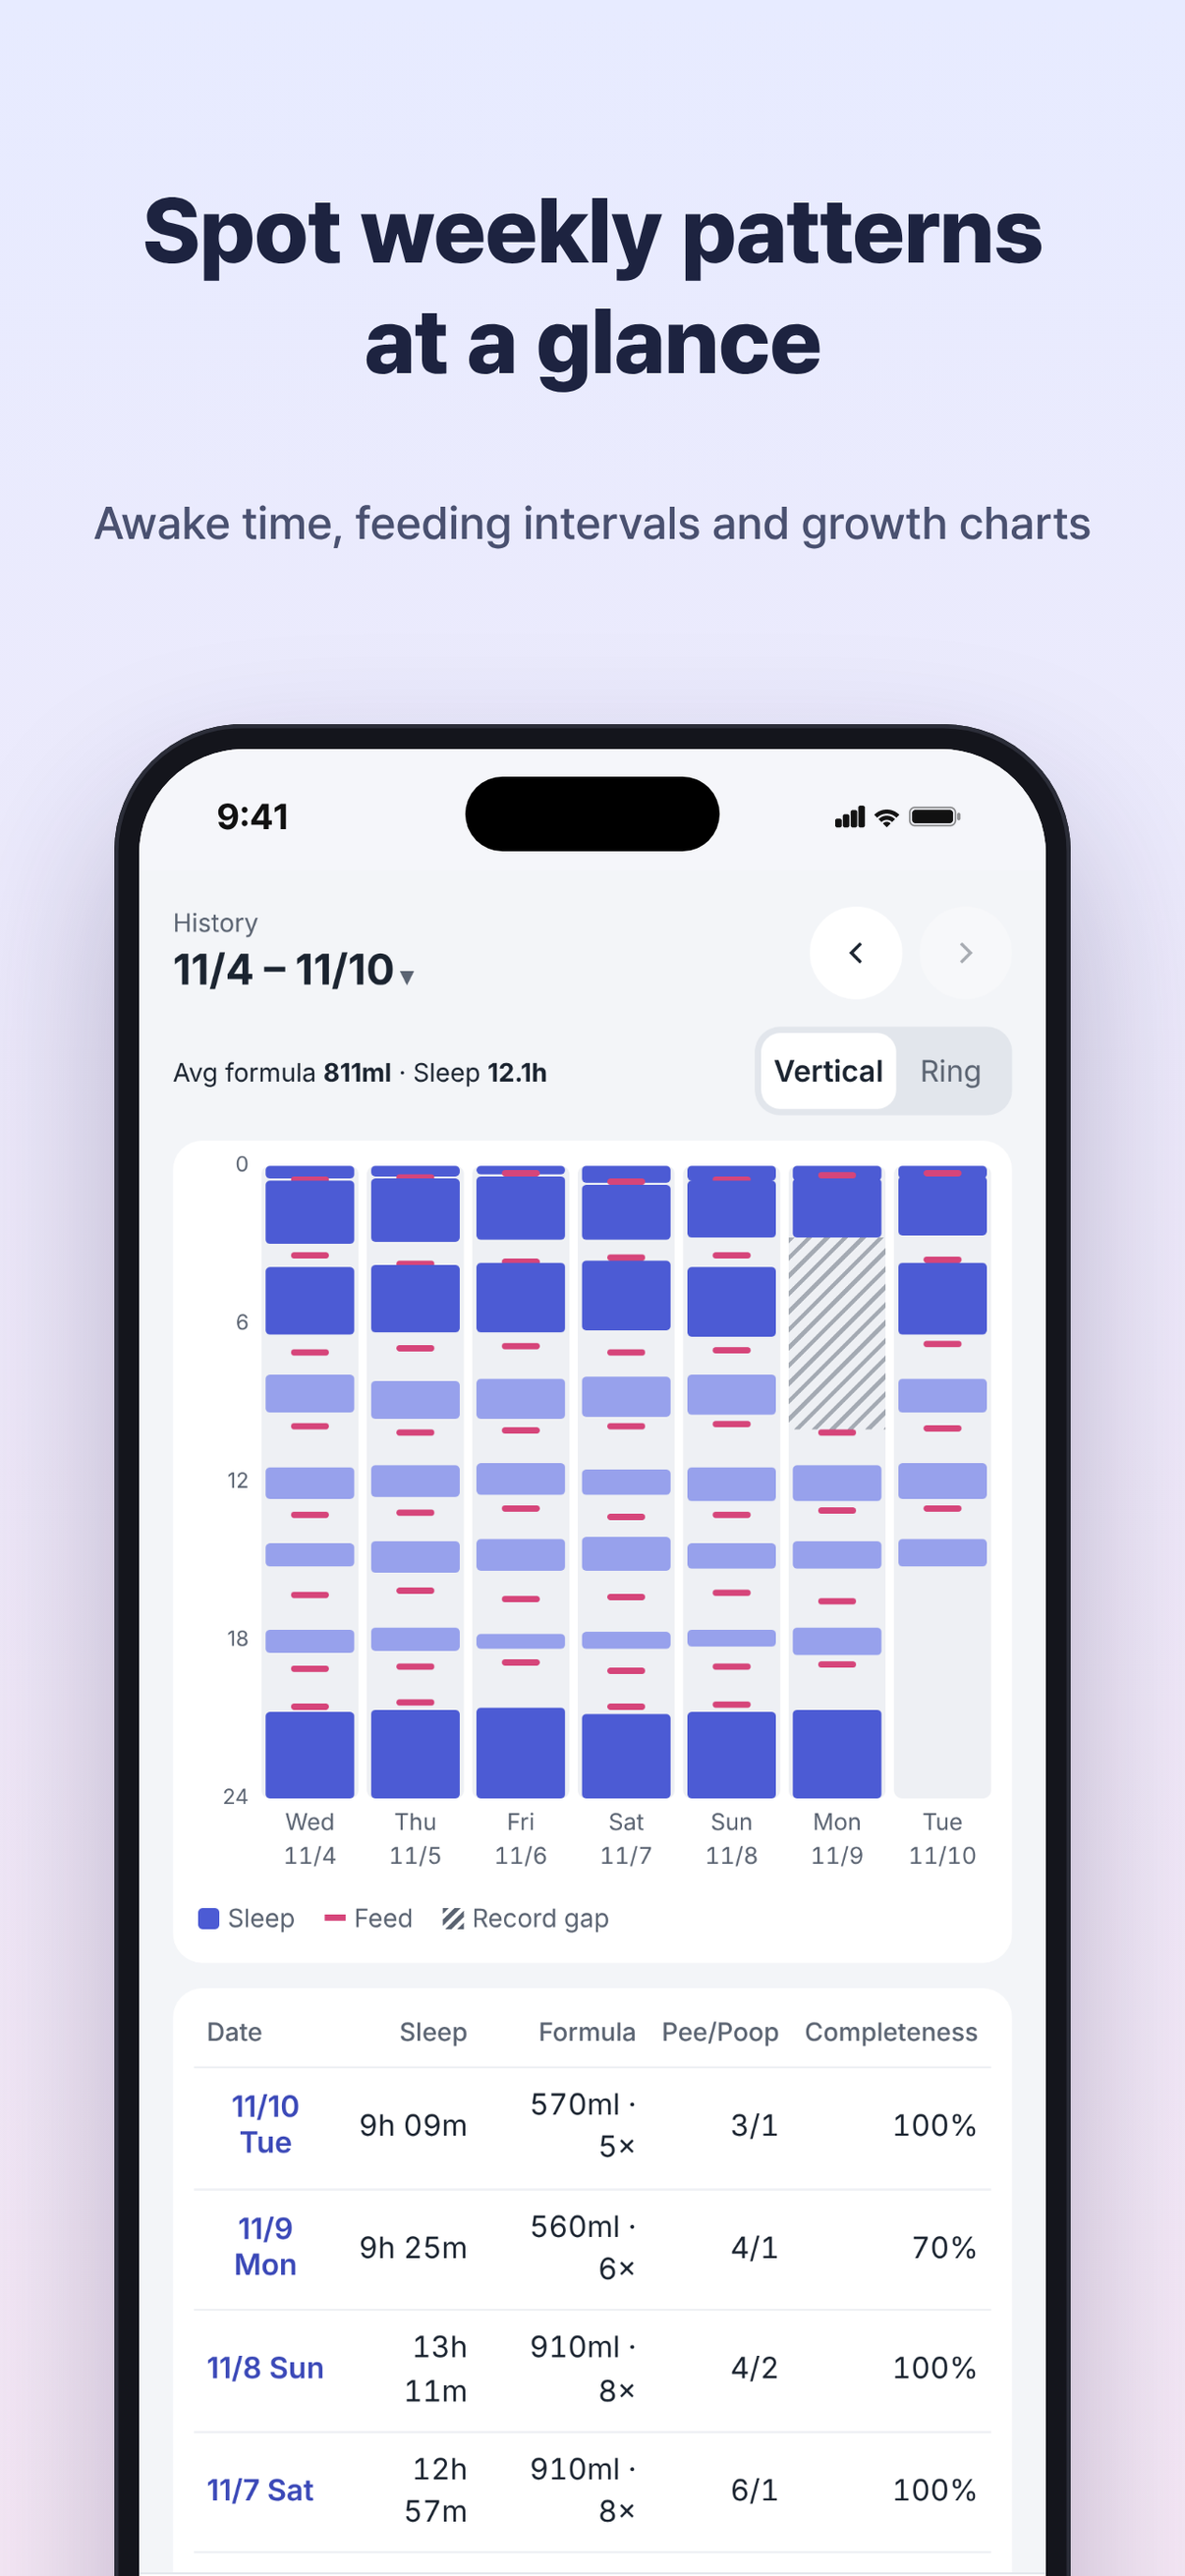 Spot weekly patterns
at a glance
Awake time, feeding intervals and growth charts
9:41
History
11/4 – 11/10 ▾
Avg formula 811ml · Sleep 12.1h
Vertical Ring
0
6
12
18
24
Wed Thu Fri Sat Sun Mon Tue
11/4 11/5 11/6 11/7 11/8 11/9 11/10
Sleep Feed Record gap
Date Sleep Formula Pee/Poop Completeness
11/10 Tue 9h 09m 570ml · 5× 3/1 100%
11/9 Mon 9h 25m 560ml · 6× 4/1 70%
11/8 Sun 13h 11m 910ml · 8× 4/2 100%
11/7 Sat 12h 57m 910ml · 8× 6/1 100%